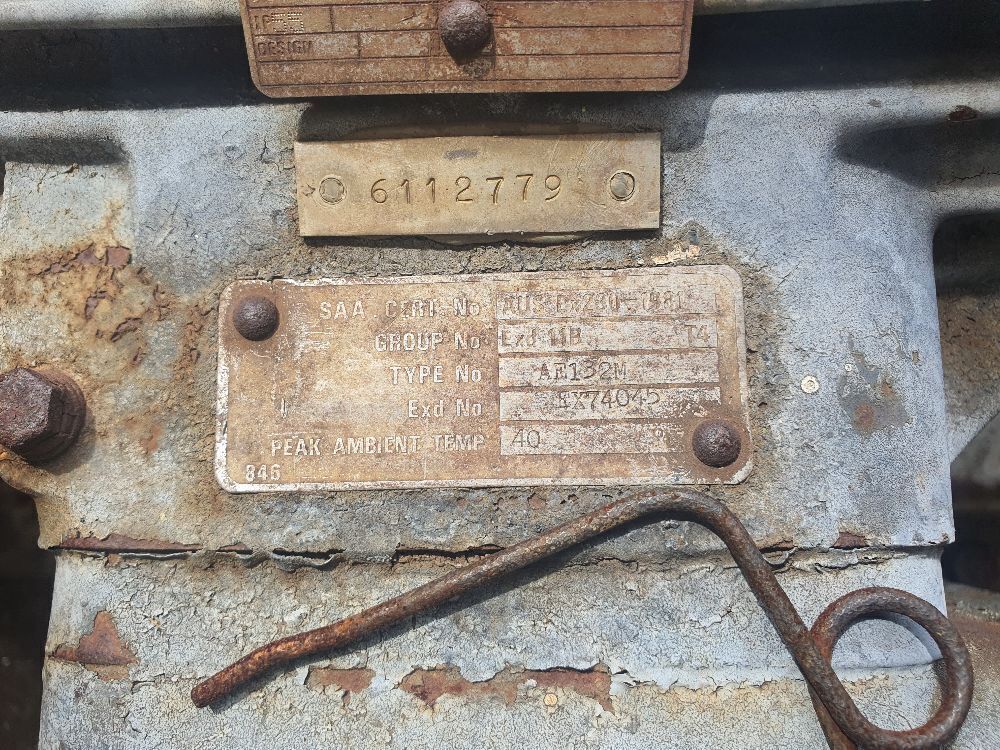 DESIGN
6112779
SAA CERT. No
GROUP No Exd IIB T4
TYPE No AE132M
Exd No EX74045
PEAK AMBIENT TEMP 40
846